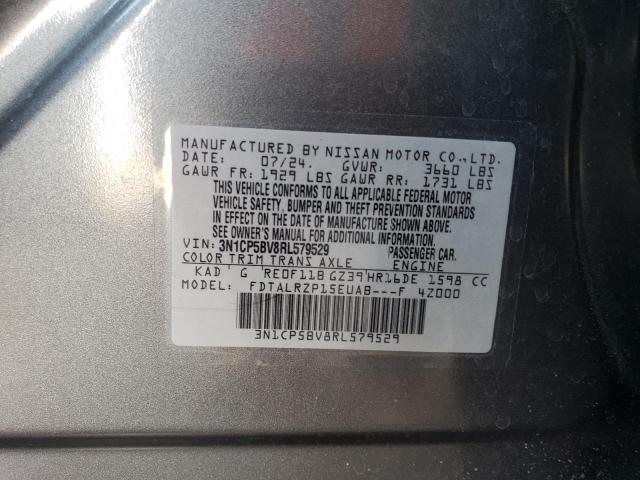 MANUFACTURED BY NISSAN MOTOR CO., LTD.
DATE: 07/24. GVWR: 3660 LBS
GAWR FR: 1929 LBS GAWR RR: 1731 LBS
THIS VEHICLE CONFORMS TO ALL APPLICABLE FEDERAL MOTOR
VEHICLE SAFETY, BUMPER AND THEFT PREVENTION STANDARDS
IN EFFECT ON THE DATE OF MANUFACTURE SHOWN ABOVE.
SEE OWNER'S MANUAL FOR ADDITIONAL INFORMATION
VIN: 3N1CP5BV8RL579529 PASSENGER CAR.
COLOR TRIM TRANS AXLE ENGINE
KAD G RE0F11B GZ39 HR16DE 1598 CC
MODEL: FDTALRZP15EUAB---F 42000
3N1CP5BV8RL579529